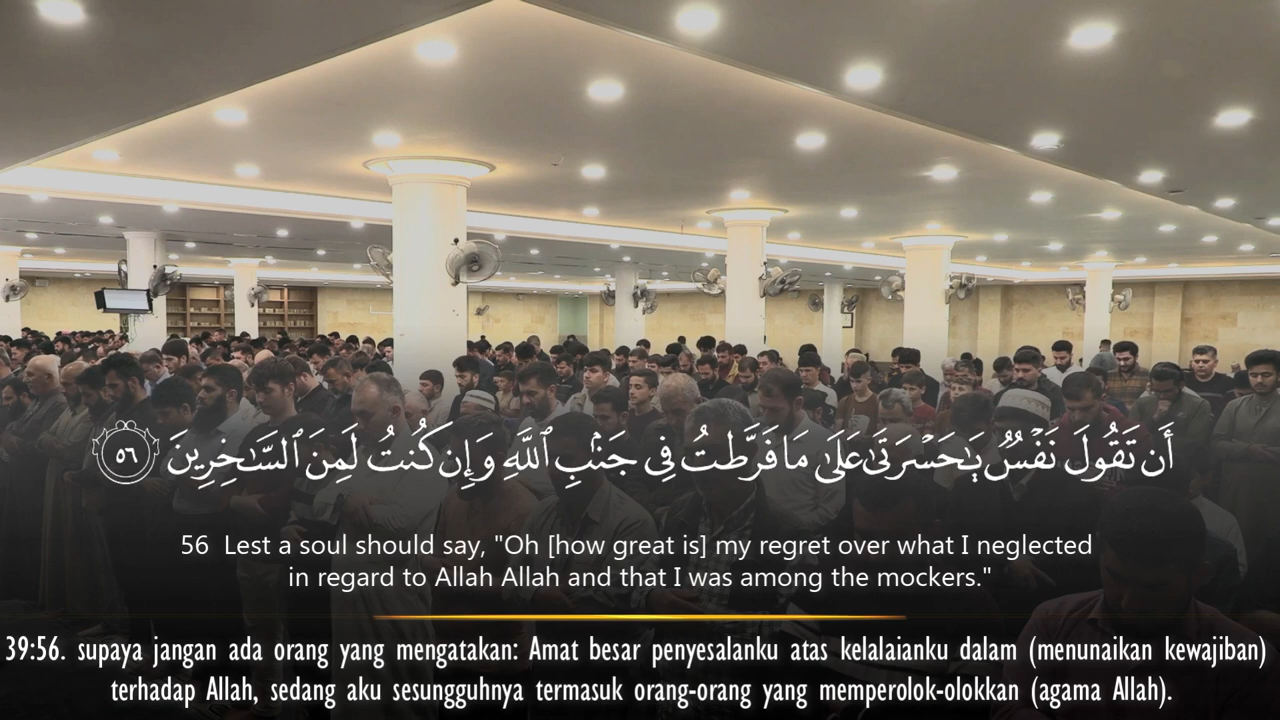 أَن تَقُولَ نَفْسٌ يَٰحَسْرَتَىٰ عَلَىٰ مَا فَرَّطتُ فِى جَنۢبِ ٱللَّهِ وَإِن كُنتُ لَمِنَ ٱلسَّٰخِرِينَ ٥٦
56 Lest a soul should say, "Oh [how great is] my regret over what I neglected
in regard to Allah Allah and that I was among the mockers."
39:56. supaya jangan ada orang yang mengatakan: Amat besar penyesalanku atas kelalaianku dalam (menunaikan kewajiban)
terhadap Allah, sedang aku sesungguhnya termasuk orang-orang yang memperolok-olokkan (agama Allah).